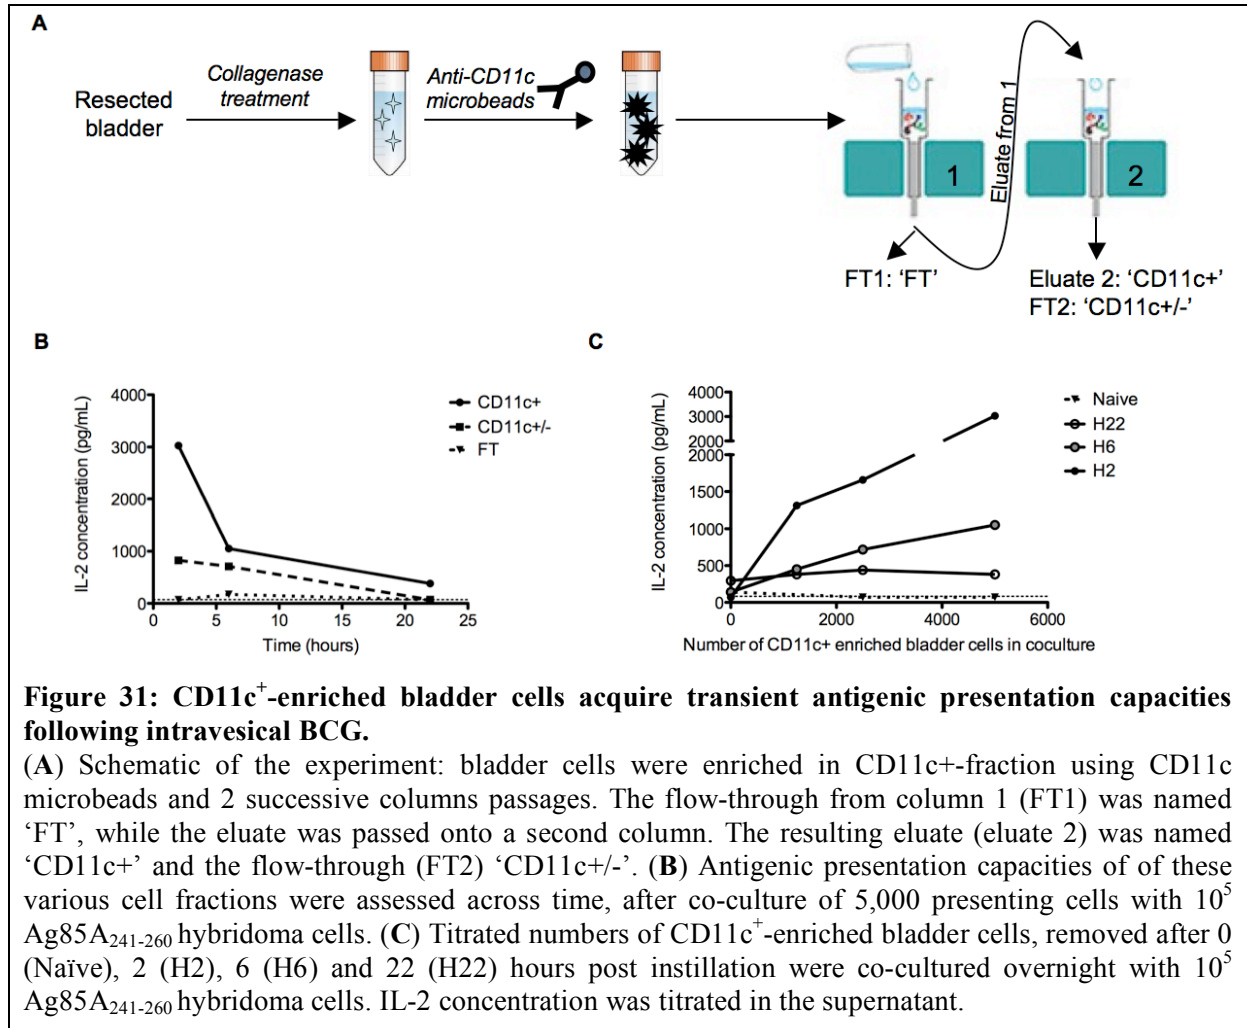 A
Resected
bladder
Collagenase
treatment
Anti-CD11c
microbeads
1
Eluate from 1
2
FT1: ‘FT’
Eluate 2: ‘CD11c+’
FT2: ‘CD11c+/-’
B
IL-2 concentration (pg/mL)
4000
3000
2000
1000
0
0 5 10 15 20 25
Time (hours)
CD11c+
CD11c+/-
FT
C
IL-2 concentration (pg/mL)
4000
3000
2000
2000
1500
1000
500
0
0 2000 4000 6000
Number of CD11c+ enriched bladder cells in coculture
Naive
H22
H6
H2
Figure 31: CD11c⁺-enriched bladder cells acquire transient antigenic presentation capacities
following intravesical BCG.
(A) Schematic of the experiment: bladder cells were enriched in CD11c+-fraction using CD11c
microbeads and 2 successive columns passages. The flow-through from column 1 (FT1) was named
‘FT’, while the eluate was passed onto a second column. The resulting eluate (eluate 2) was named
‘CD11c+’ and the flow-through (FT2) ‘CD11c+/-’. (B) Antigenic presentation capacities of of these
various cell fractions were assessed across time, after co-culture of 5,000 presenting cells with 10⁵
Ag85A₂₄₁₋₂₆₀ hybridoma cells. (C) Titrated numbers of CD11c⁺-enriched bladder cells, removed after 0
(Naïve), 2 (H2), 6 (H6) and 22 (H22) hours post instillation were co-cultured overnight with 10⁵
Ag85A₂₄₁₋₂₆₀ hybridoma cells. IL-2 concentration was titrated in the supernatant.